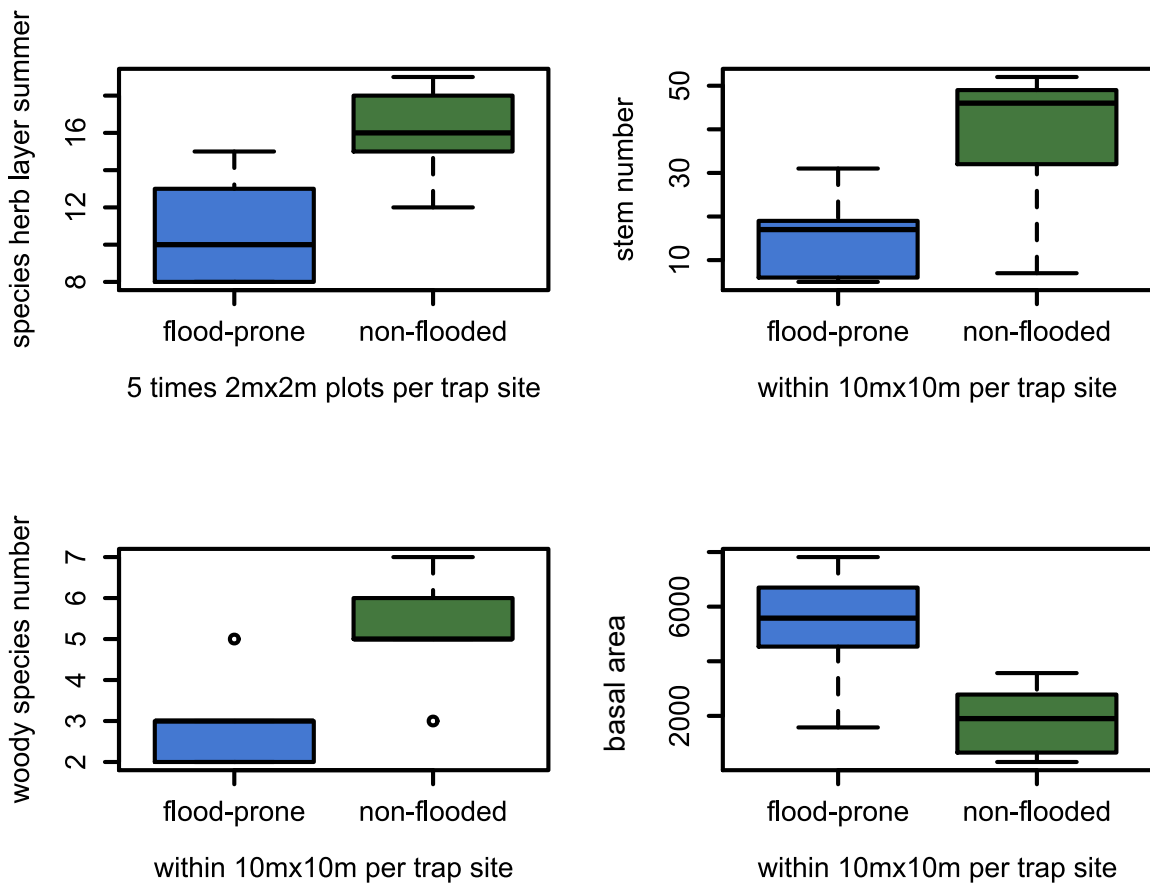 species herb layer summer
16
12
8
flood-prone non-flooded
5 times 2mx2m plots per trap site
stem number
50
30
10
flood-prone non-flooded
within 10mx10m per trap site
woody species number
7
6
5
4
3
2
flood-prone non-flooded
within 10mx10m per trap site
basal area
6000
2000
flood-prone non-flooded
within 10mx10m per trap site